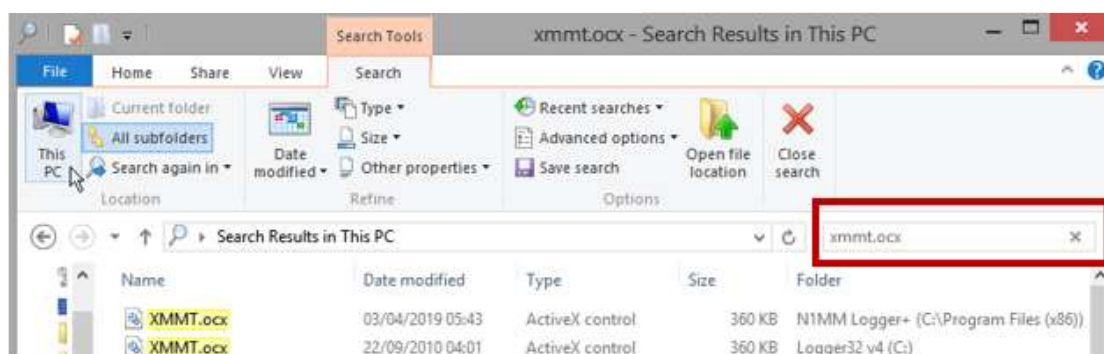 Search Tools xmmt.ocx - Search Results in This PC
File Home Share View Search
Current folder
All subfolders
Search again in
This PC
Location
Date modified
Type
Size
Other properties
Refine
Recent searches
Advanced options
Save search
Options
Open file location
Close search
Search Results in This PC xmmt.ocx
Name Date modified Type Size Folder
XMMT.ocx 03/04/2019 05:43 ActiveX control 360 KB N1MM Logger+ (C:\Program Files (x86))
XMMT.ocx 22/09/2010 04:01 ActiveX control 360 KB Logger32 v4 (C:)